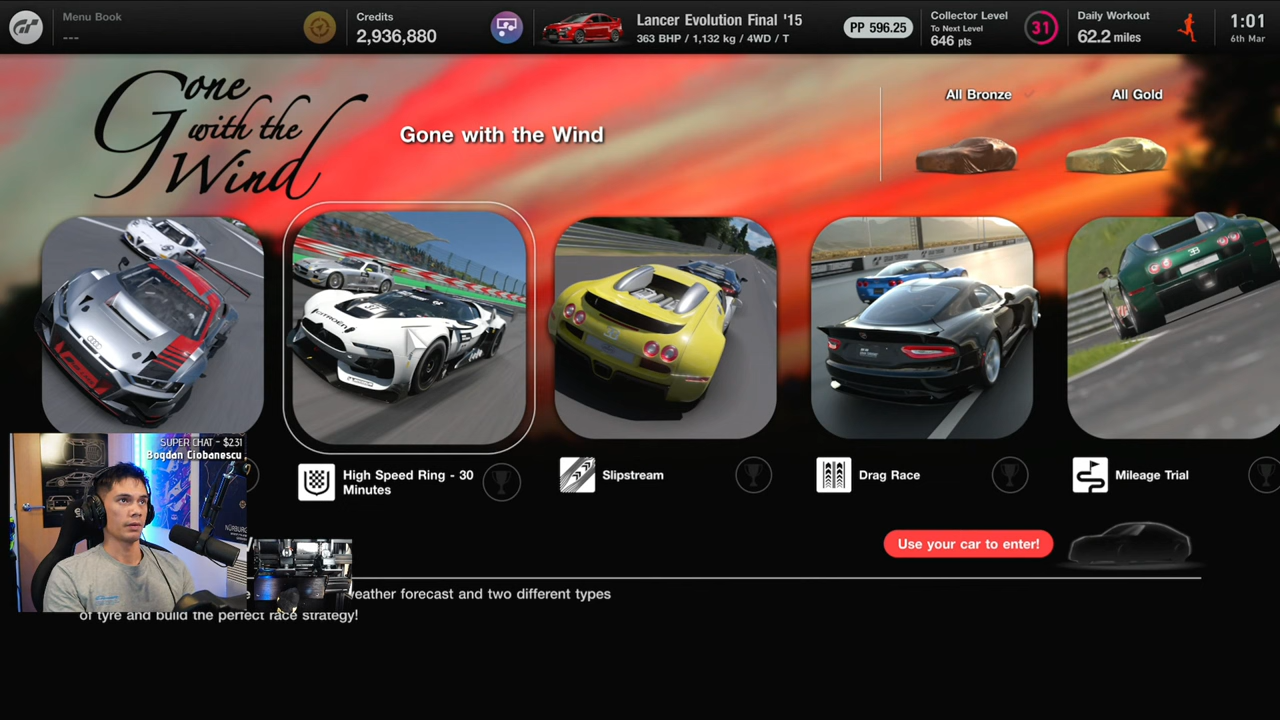 Menu Book
---
Credits
2,936,880
Lancer Evolution Final '15
363 BHP / 1,132 kg / 4WD / T
PP 596.25
Collector Level
To Next Level
646 pts
31
Daily Workout
62.2 miles
1:01
6th Mar
Gone
with the
Wind
Gone with the Wind
All Bronze
All Gold
High Speed Ring - 30
Minutes
Slipstream
Drag Race
Mileage Trial
SUPER CHAT - $231
Bogdan Ciobanescu
Use your car to enter!
weather forecast and two different types
of tyre and build the perfect race strategy!